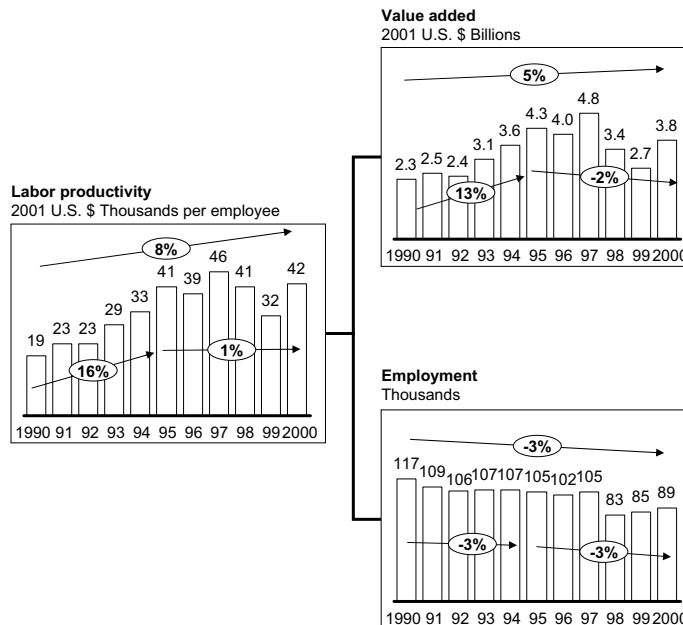 Value added
2001 U.S. $ Billions
5%
2.3 2.5 2.4 3.1 3.6 4.3 4.0 4.8 3.4 2.7 3.8
13%
-2%
1990 91 92 93 94 95 96 97 98 99 2000
Labor productivity
2001 U.S. $ Thousands per employee
8%
19 23 23 29 33 41 39 46 41 32 42
16%
1%
1990 91 92 93 94 95 96 97 98 99 2000
Employment
Thousands
-3%
117 109 106 107 107 105 102 105 83 85 89
-3%
-3%
1990 91 92 93 94 95 96 97 98 99 2000